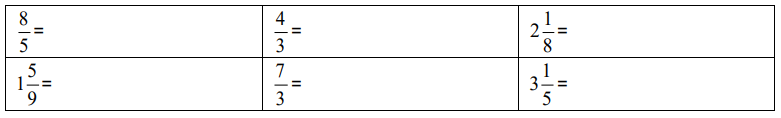 8/5= 4/3= 2 1/8=
1 5/9= 7/3= 3 1/5=